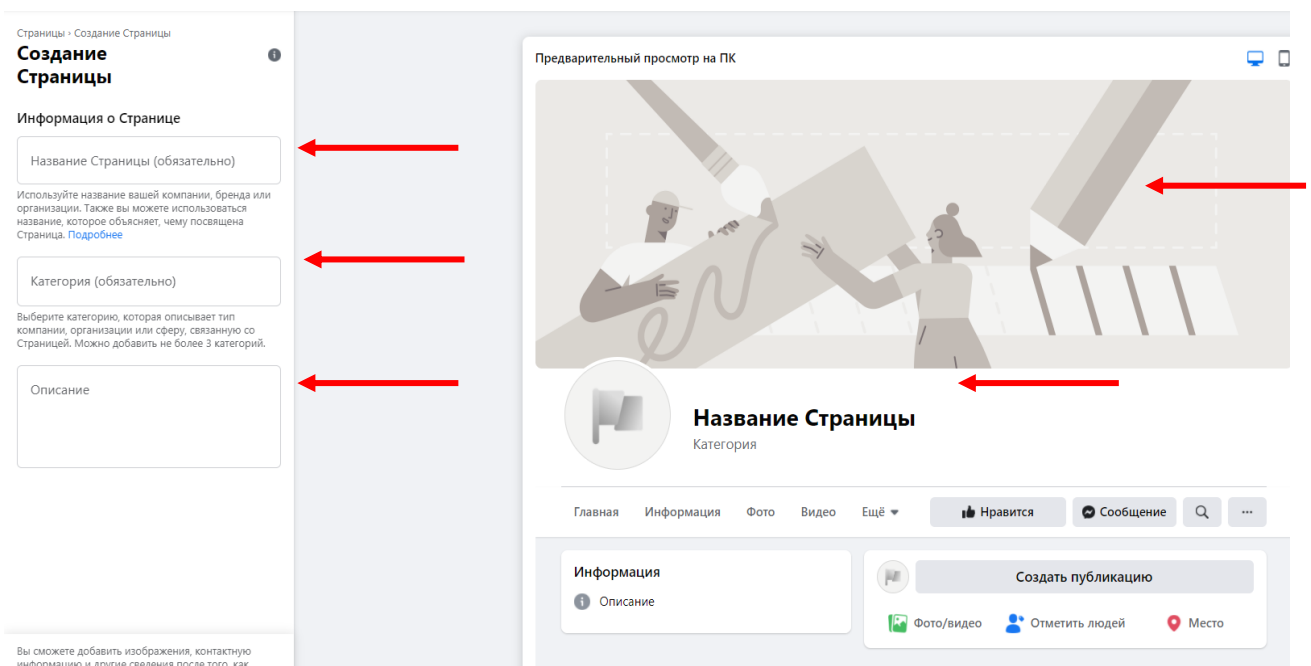 Страницы › Создание Страницы
Создание
Страницы
Информация о Странице
Название Страницы (обязательно)
Используйте название вашей компании, бренда или
организации. Также вы можете использоваться
название, которое объясняет, чему посвящена
Страница. Подробнее
Категория (обязательно)
Выберите категорию, которая описывает тип
компании, организации или сферу, связанную со
Страницей. Можно добавить не более 3 категорий.
Описание
Вы сможете добавить изображения, контактную
информацию и другие сведения после того, как
Предварительный просмотр на ПК
Название Страницы
Категория
Главная Информация Фото Видео Ещё Нравится Сообщение
Информация
Описание
Создать публикацию
Фото/видео Отметить людей Место